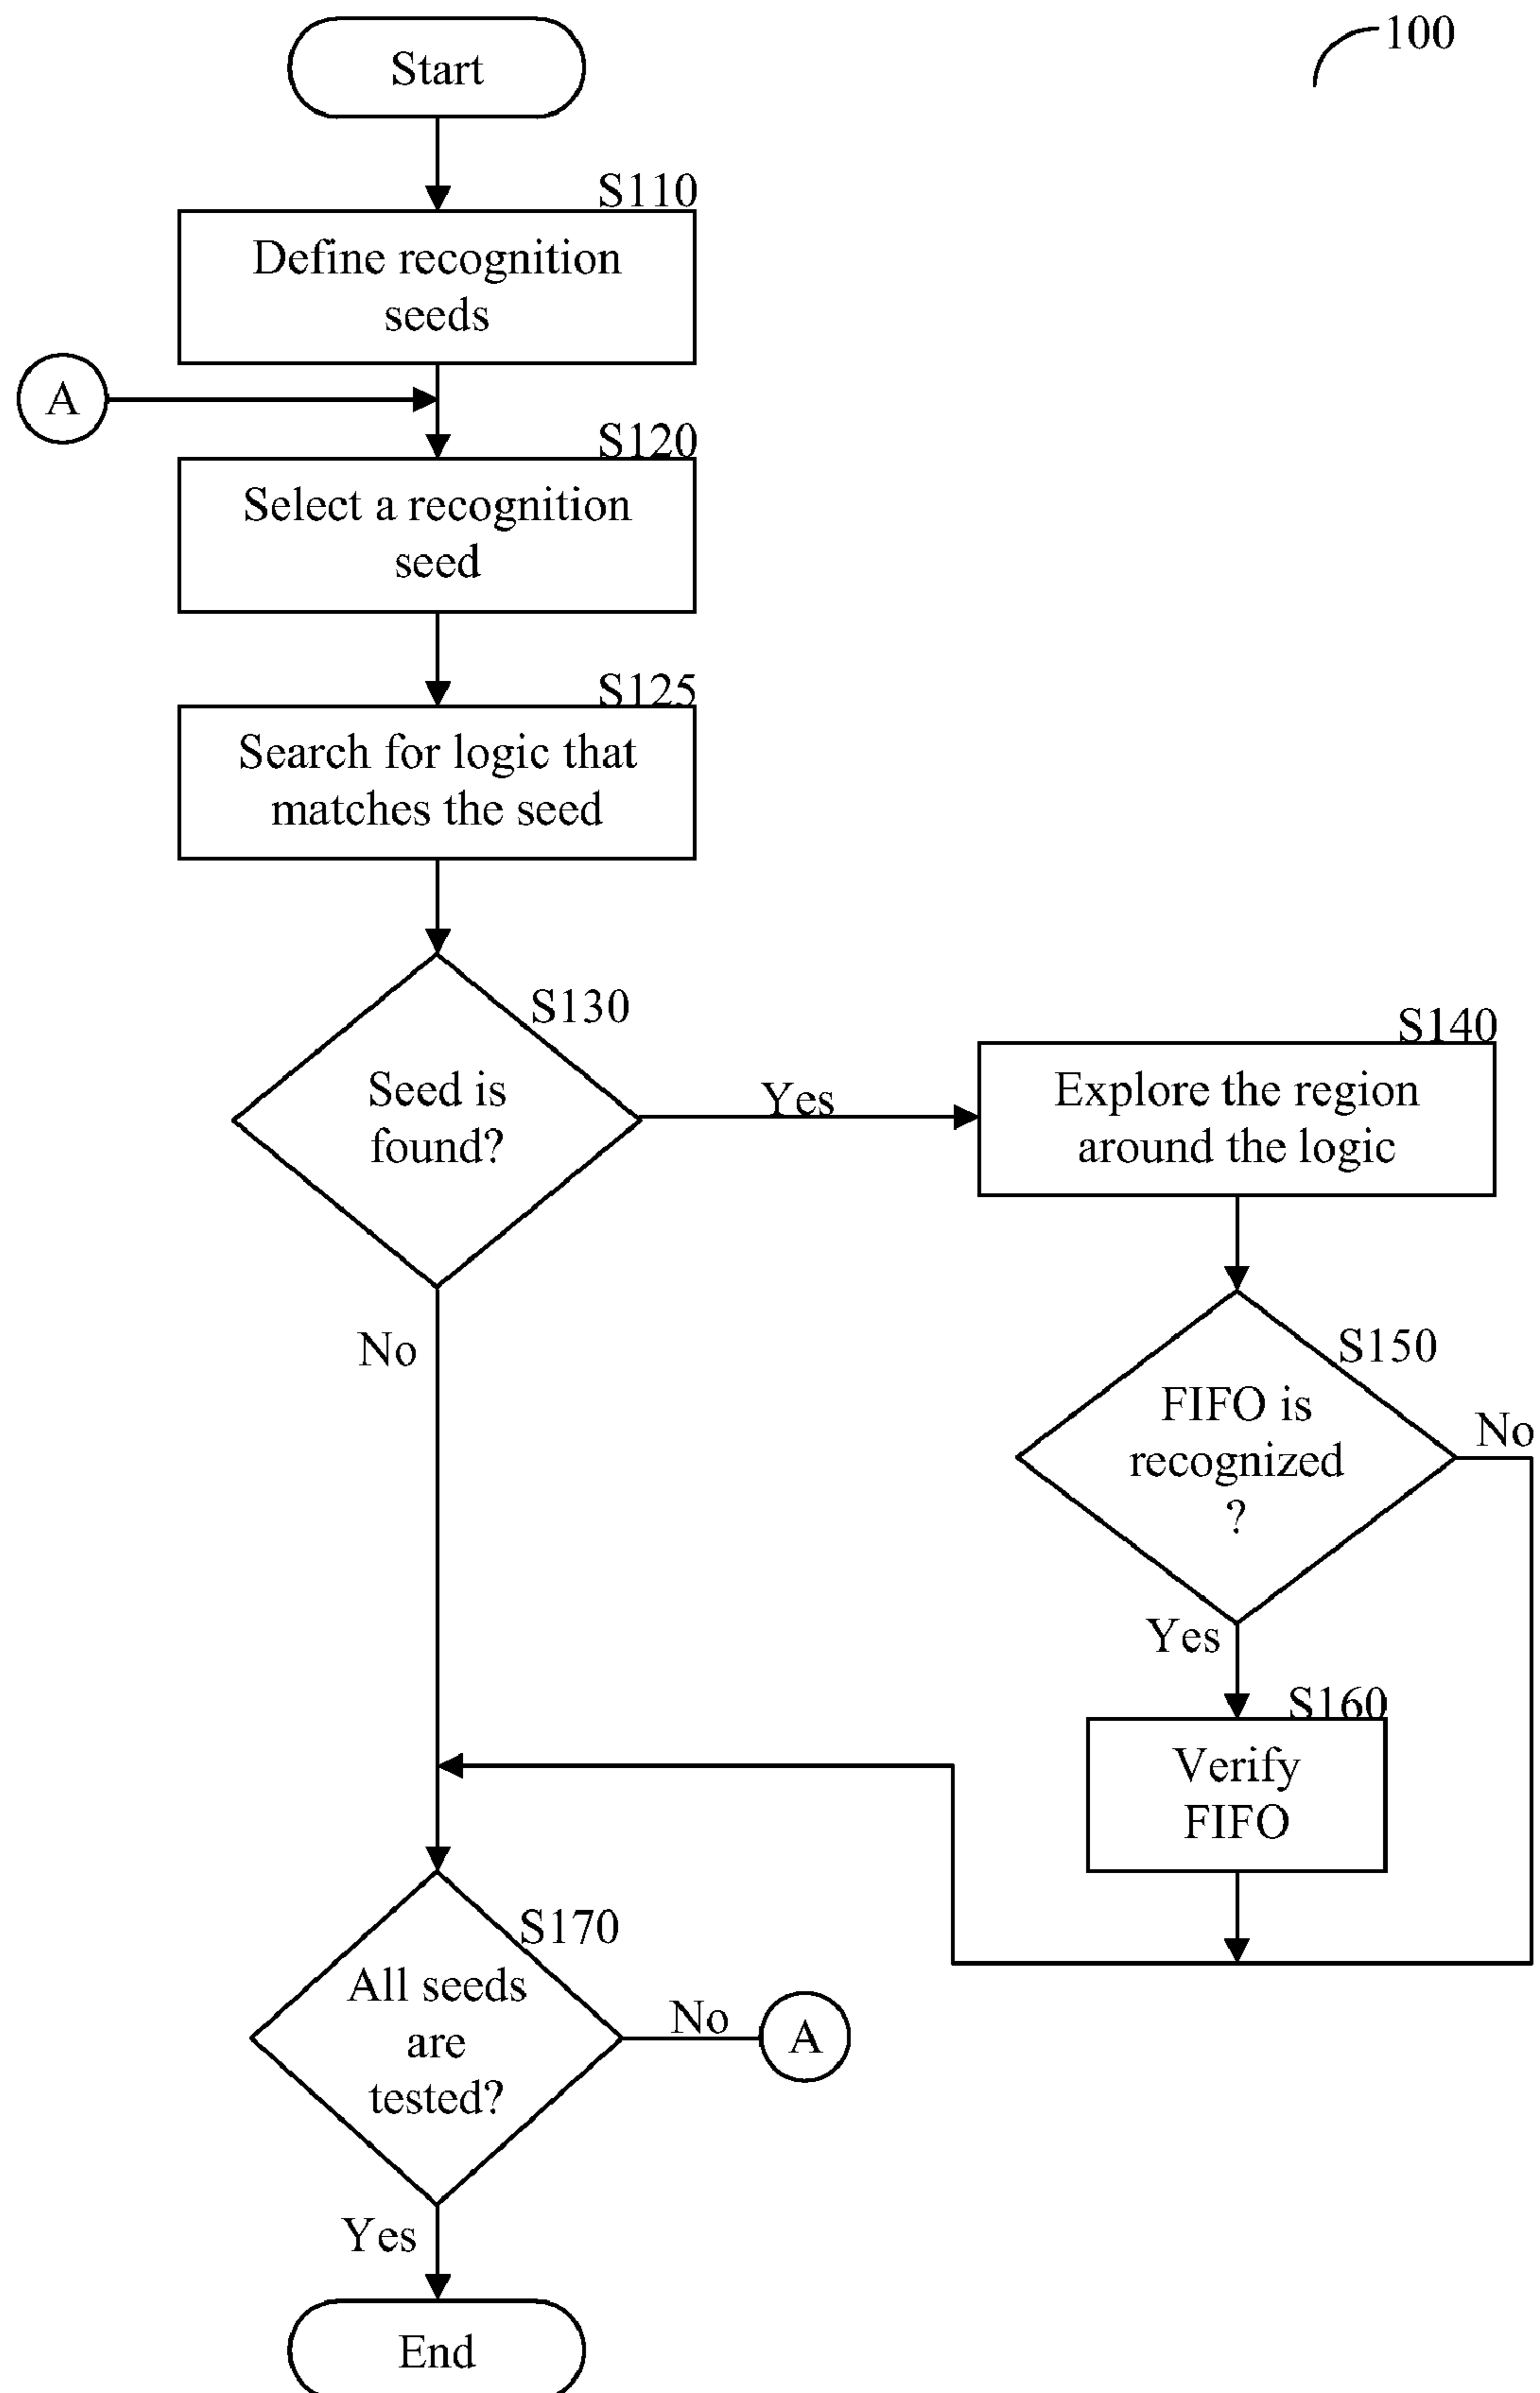 Start
100
S110
Define recognition
seeds
A
S120
Select a recognition
seed
S125
Search for logic that
matches the seed
S130
Seed is
found?
Yes
No
S140
Explore the region
around the logic
S150
FIFO is
recognized
?
No
Yes
S160
Verify
FIFO
S170
All seeds
are
tested?
No
A
Yes
End